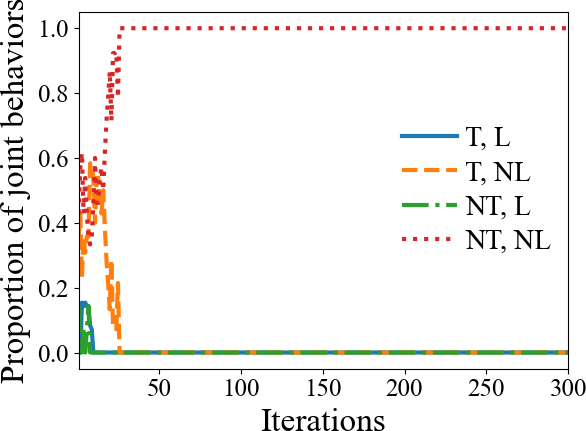 Proportion of joint behaviors
1.0
0.8
0.6
0.4
0.2
0.0
T, L
T, NL
NT, L
NT, NL
50 100 150 200 250 300
Iterations